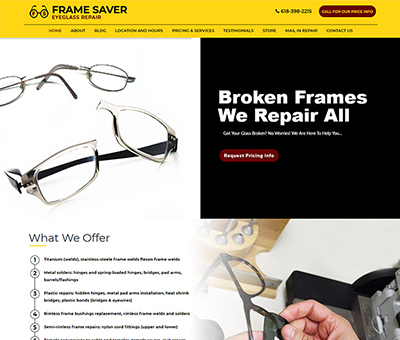 FRAME SAVER
EYEGLASS REPAIR
618-398-2215
CALL FOR OUR PRICE INFO
HOME ABOUT BLOG LOCATION AND HOURS PRICING & SERVICES TESTIMONIALS STORE MAIL IN REPAIR CONTACT US
Broken Frames
We Repair All
Got Your Glass Broken? No Worries! We Are Here To Help You...
Request Pricing Info
What We Offer
1 Titanium (welds), stainless-steele frame welds flexon frame welds
2 Metal solders: hinges and spring-loaded hinges, bridges, pad arms,
barrels/flashings
3 Plastic repairs: hidden hinges, metal pad arms installation, heat shrink
bridges, plastic bonds (bridges & eyewires)
4 Rimless frame bushings replacement, rimless frame welds and solders
5 Semi-rimless frame repairs; nylon cord fittings (upper and lower)